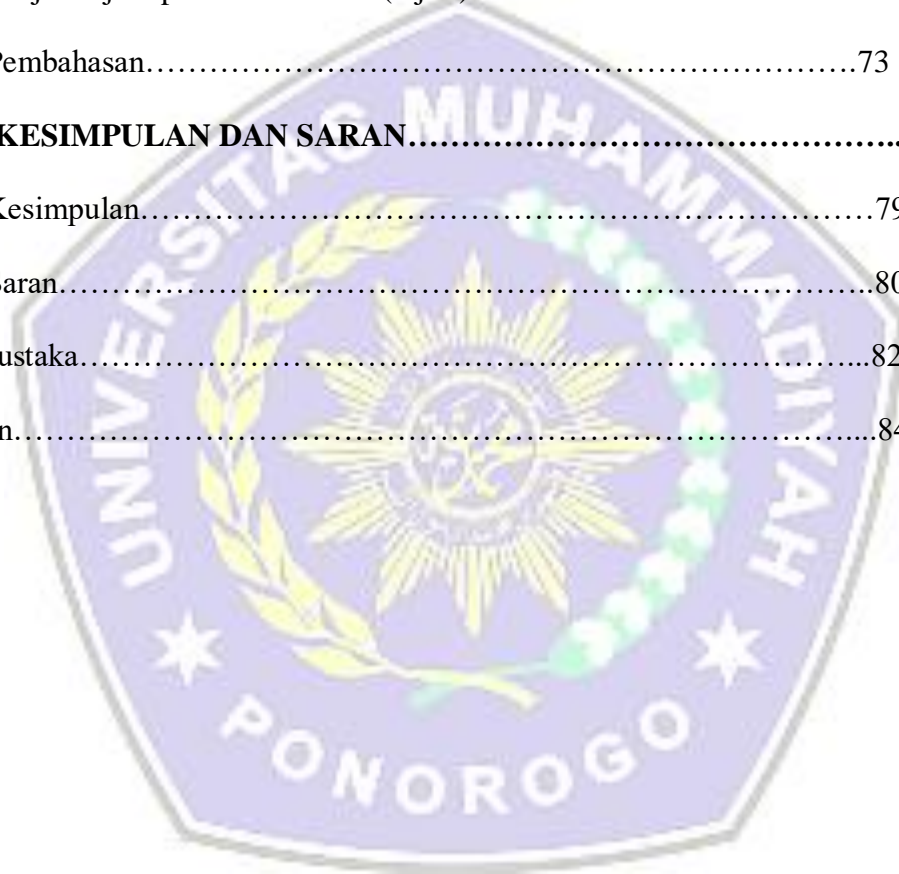 Pembahasan……………………………………………………………….73
KESIMPULAN DAN SARAN…………………………………………..
Kesimpulan…………………………………………………………………79
Saran………………………………………………………………………….80
ustaka………………………………………………………………………...82
n…………………………………………………………………………....84
UNIVERSITAS MUHAMMADIYAH
PONOROGO